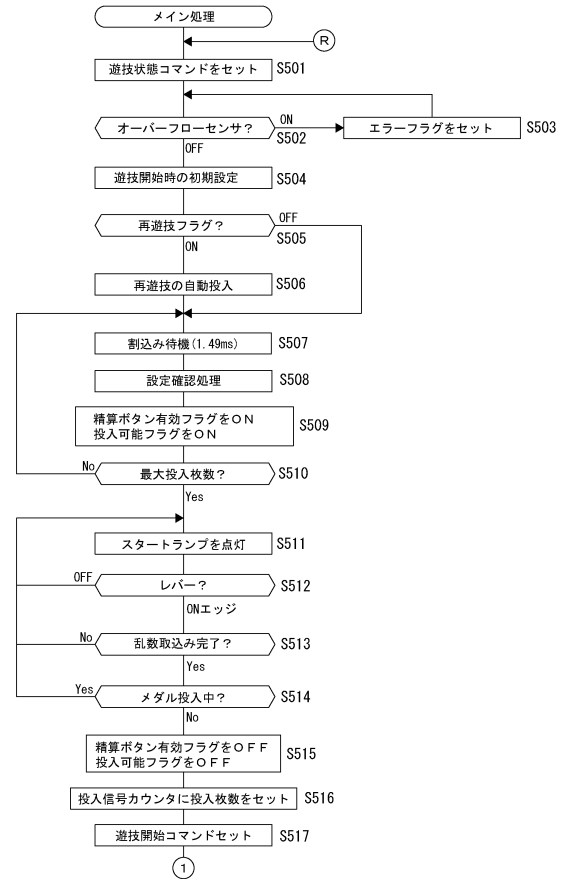 メイン処理
R
遊技状態コマンドをセット S501
オーバーフローセンサ？ ON S502
エラーフラグをセット S503
OFF
遊技開始時の初期設定 S504
再遊技フラグ？ OFF S505
ON
再遊技の自動投入 S506
割込み待機(1.49ms) S507
設定確認処理 S508
精算ボタン有効フラグをＯＮ
投入可能フラグをＯＮ S509
No 最大投入枚数？ S510
Yes
スタートランプを点灯 S511
OFF レバー？ S512
ONエッジ
No 乱数取込み完了？ S513
Yes
Yes メダル投入中？ S514
No
精算ボタン有効フラグをＯＦＦ
投入可能フラグをＯＦＦ S515
投入信号カウンタに投入枚数をセット S516
遊技開始コマンドセット S517
1